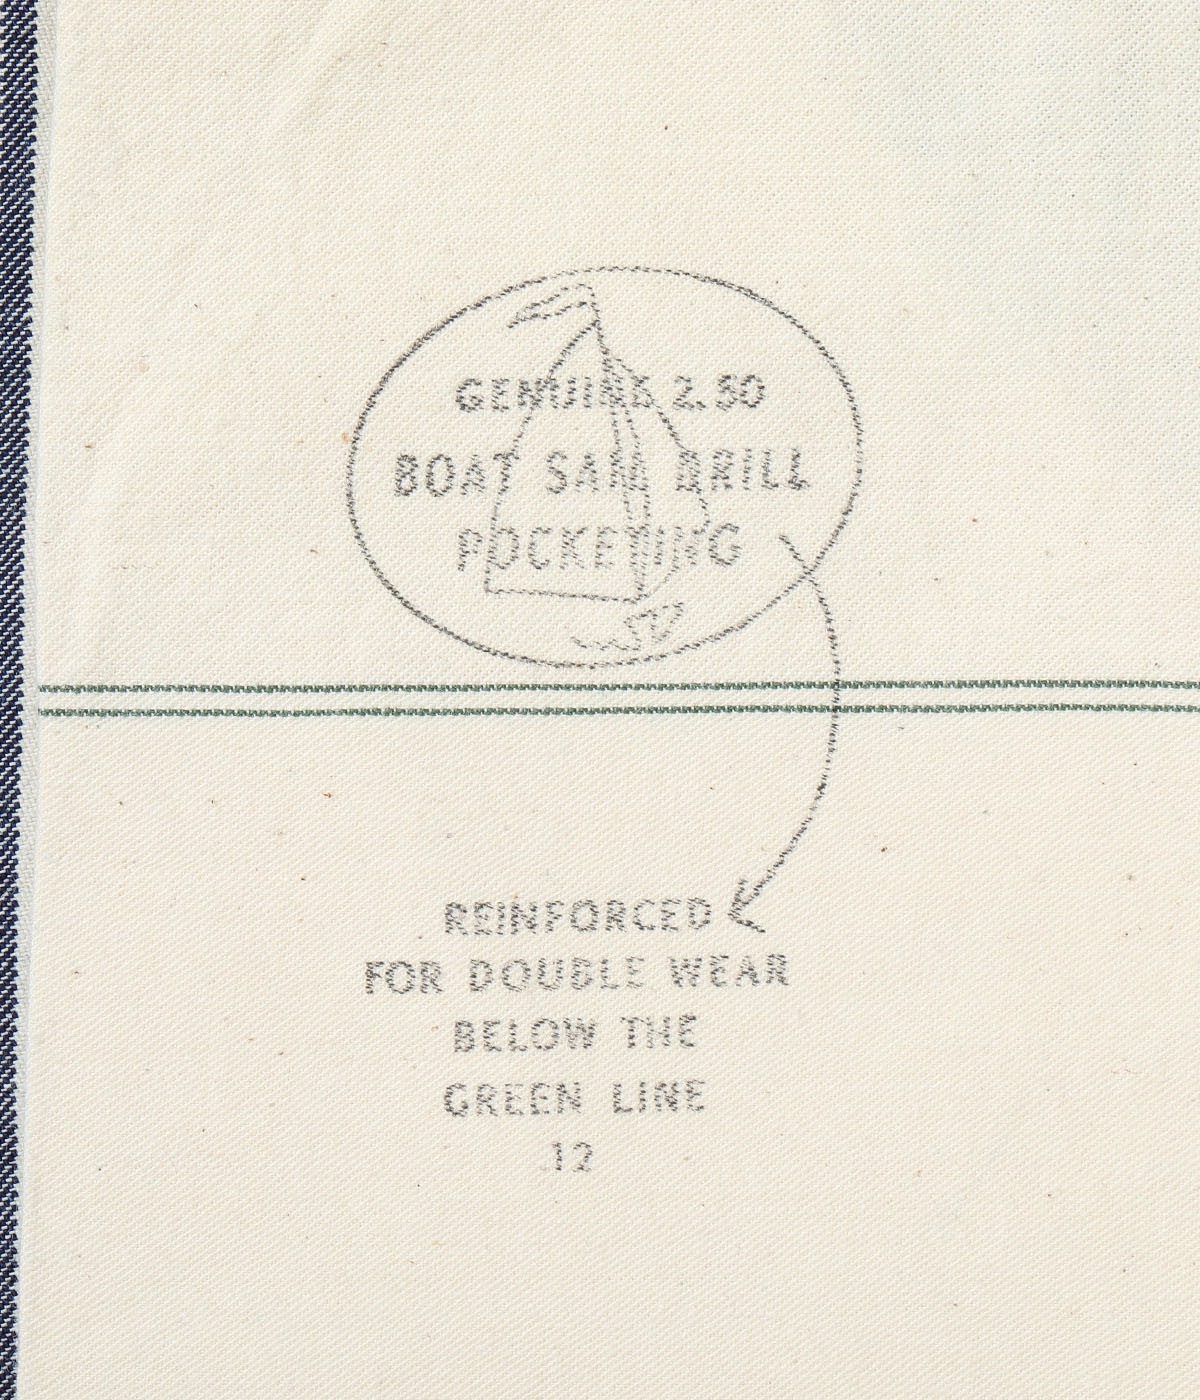 GENUINE 2.50
BOAT SAIL DRILL
POCKETING
REINFORCED
FOR DOUBLE WEAR
BELOW THE
GREEN LINE
12